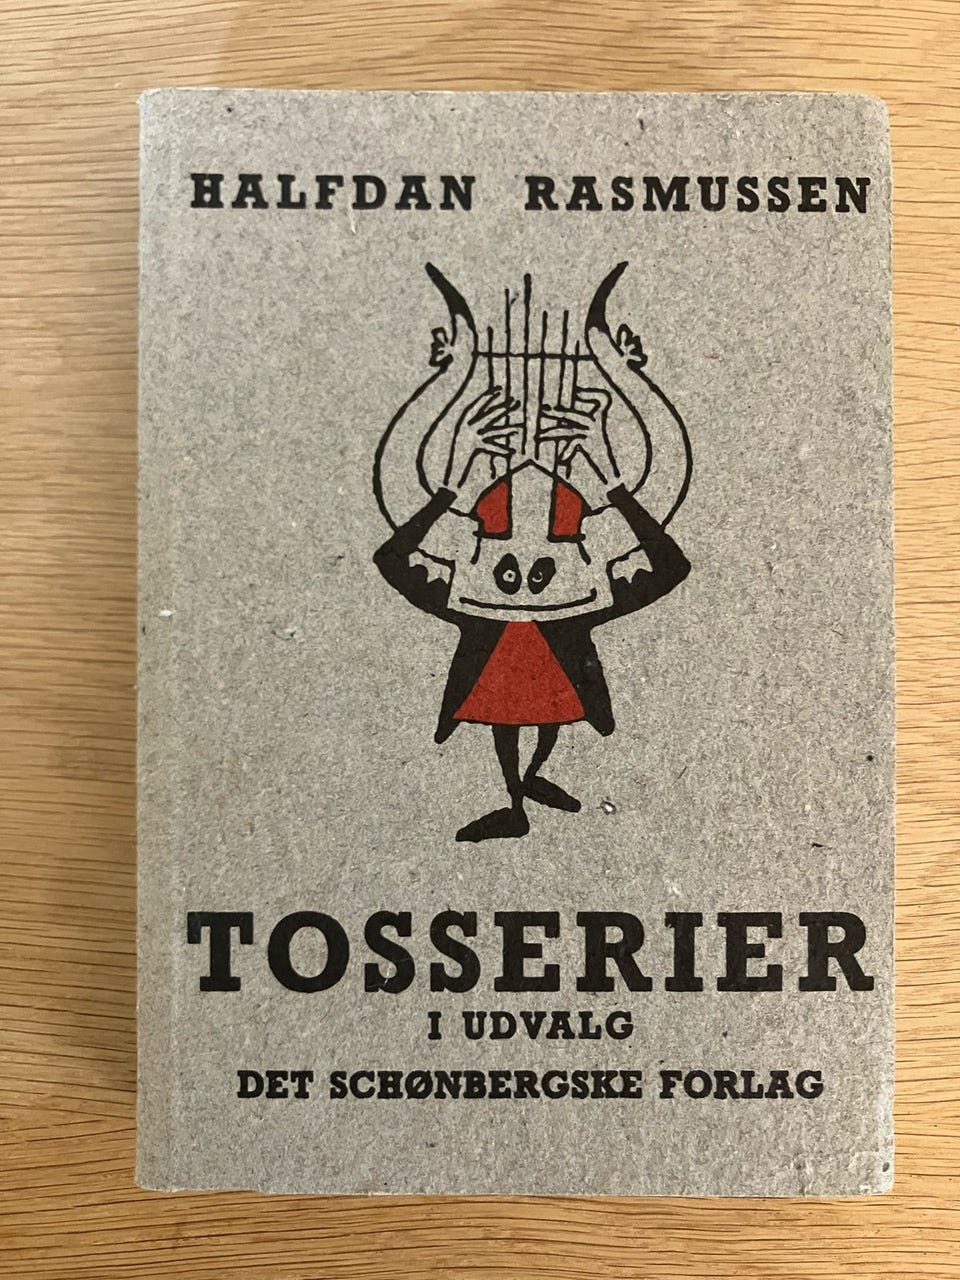 HALFDAN RASMUSSEN
TOSSERIER
I UDVALG
DET SCHØNBERGSKE FORLAG